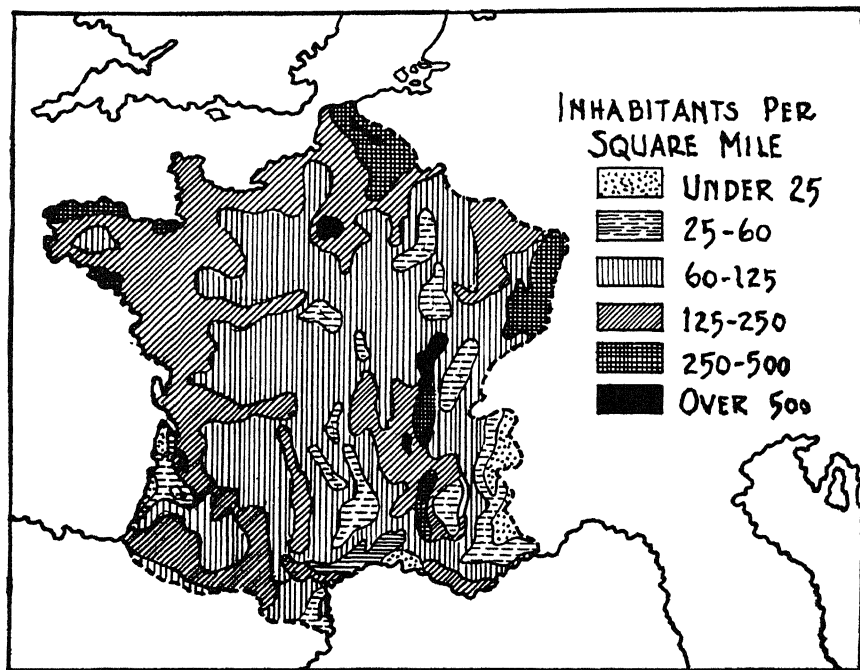 INHABITANTS PER
SQUARE MILE
UNDER 25
25-60
60-125
125-250
250-500
OVER 500